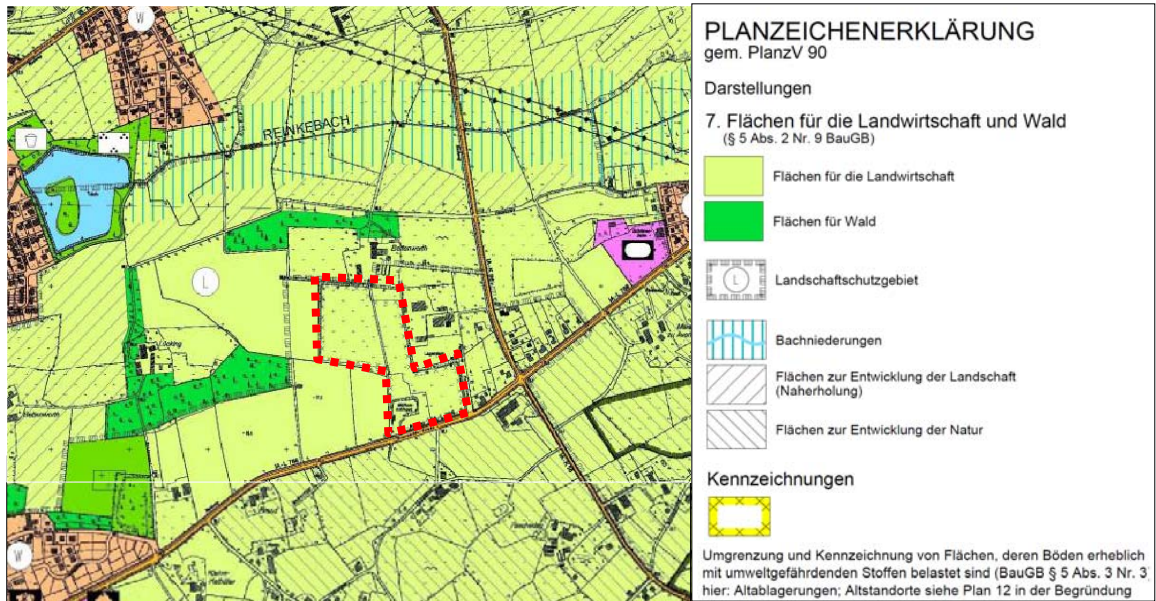 W
REINKEBACH
L
Lücking
W
PLANZEICHENERKLÄRUNG
gem. PlanzV 90
Darstellungen
7. Flächen für die Landwirtschaft und Wald
(§ 5 Abs. 2 Nr. 9 BauGB)
Flächen für die Landwirtschaft
Flächen für Wald
L
Landschaftschutzgebiet
Bachniederungen
Flächen zur Entwicklung der Landschaft
(Naherholung)
Flächen zur Entwicklung der Natur
Kennzeichnungen
Umgrenzung und Kennzeichnung von Flächen, deren Böden erheblich
mit umweltgefährdenden Stoffen belastet sind (BauGB § 5 Abs. 3 Nr. 3
hier: Altablagerungen; Altstandorte siehe Plan 12 in der Begründung